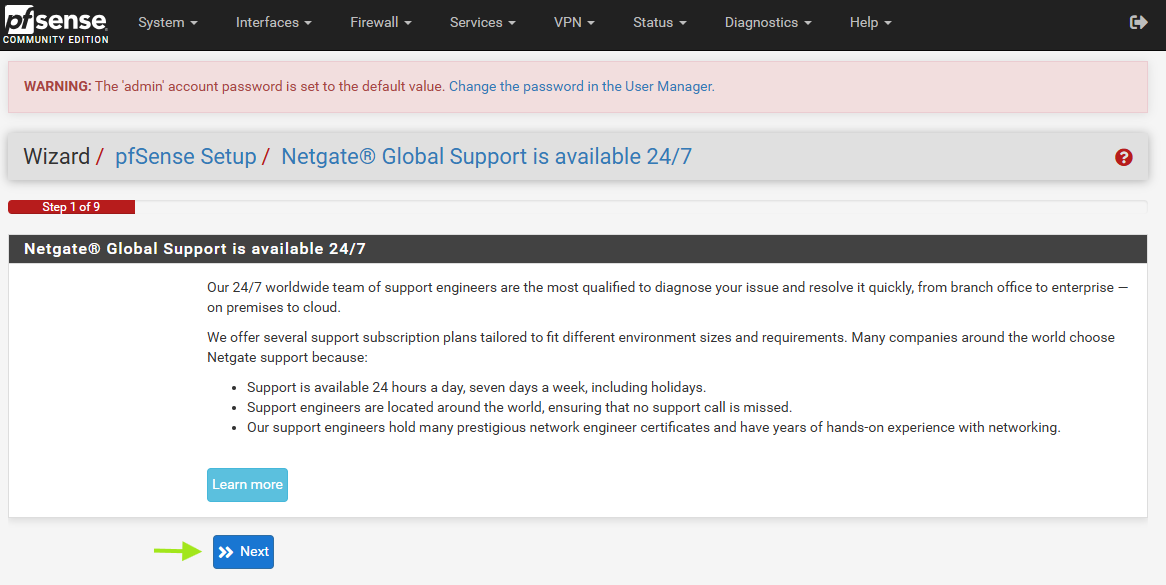 pfsense
COMMUNITY EDITION
System
Interfaces
Firewall
Services
VPN
Status
Diagnostics
Help
WARNING: The 'admin' account password is set to the default value. Change the password in the User Manager.
Wizard / pfSense Setup / Netgate® Global Support is available 24/7
?
Step 1 of 9
Netgate® Global Support is available 24/7
Our 24/7 worldwide team of support engineers are the most qualified to diagnose your issue and resolve it quickly, from branch office to enterprise —
on premises to cloud.
We offer several support subscription plans tailored to fit different environment sizes and requirements. Many companies around the world choose
Netgate support because:
• Support is available 24 hours a day, seven days a week, including holidays.
• Support engineers are located around the world, ensuring that no support call is missed.
• Our support engineers hold many prestigious network engineer certificates and have years of hands-on experience with networking.
Learn more
Next